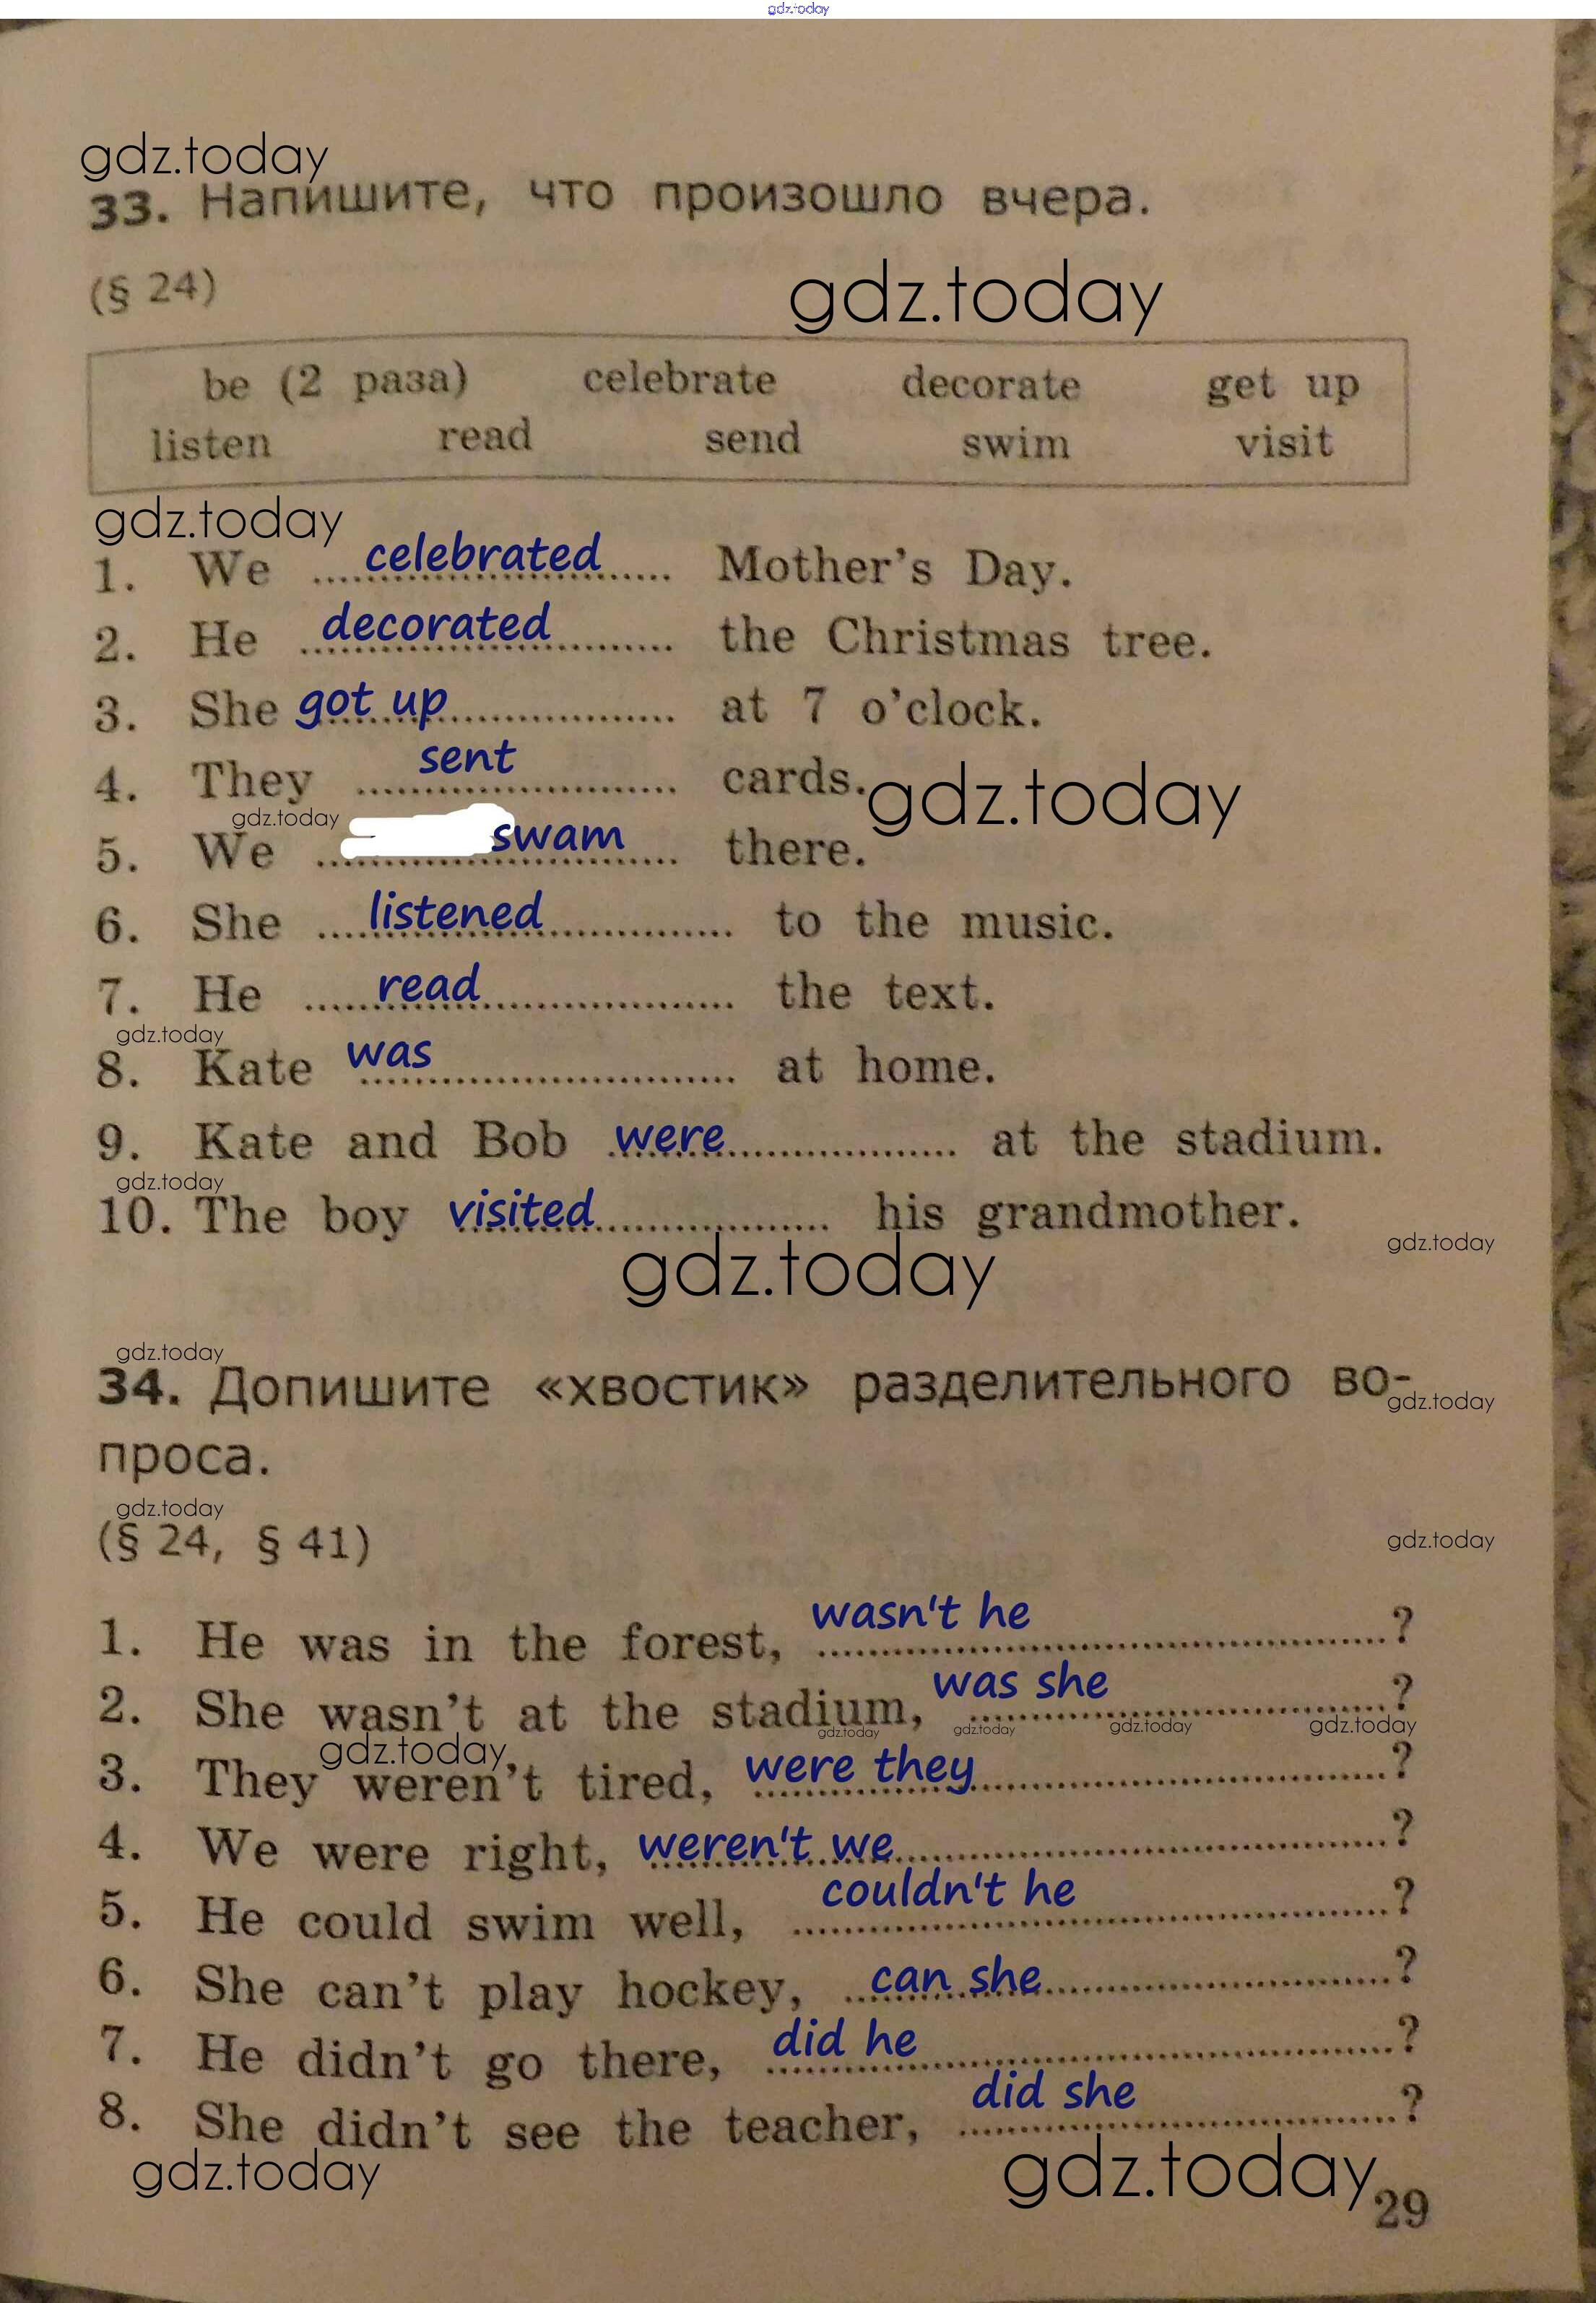 gdz.today
gdz.today
33. Напишите, что произошло вчера.
(§ 24)
gdz.today
be (2 раза) celebrate decorate get up
listen read send swim visit
gdz.today
1. We celebrated Mother's Day.
2. He decorated the Christmas tree.
3. She got up at 7 o'clock.
4. They sent cards.
gdz.today
gdz.today
5. We swam there.
6. She listened to the music.
7. He read the text.
gdz.today
8. Kate was at home.
9. Kate and Bob were at the stadium.
gdz.today
10. The boy visited his grandmother.
gdz.today
gdz.today
gdz.today
34. Допишите «хвостик» разделительного во-
gdz.today
проса.
gdz.today
(§ 24, § 41)
gdz.today
1. He was in the forest, wasn't he ?
2. She wasn't at the stadium, was she ?
gdz.today gdz.today gdz.today gdz.today
gdz.today
3. They weren't tired, were they ?
4. We were right, weren't we ?
5. He could swim well, couldn't he ?
6. She can't play hockey, can she ?
7. He didn't go there, did he ?
8. She didn't see the teacher, did she ?
gdz.today
gdz.today
29